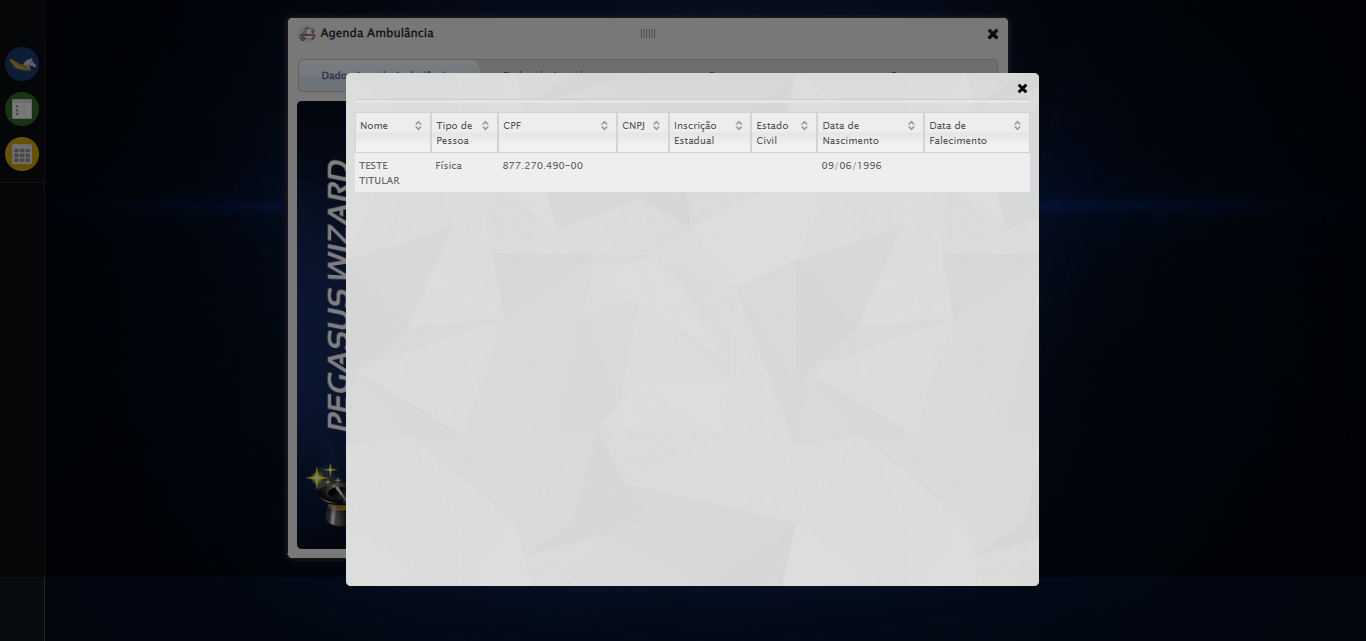 Agenda Ambulância
Nome
Tipo de
Pessoa
CPF
CNPJ
Inscrição
Estadual
Estado
Civil
Data de
Nascimento
Data de
Falecimento
TESTE
TITULAR
Física
877.270.490-00
09/06/1996
PEGASUS WIZARD